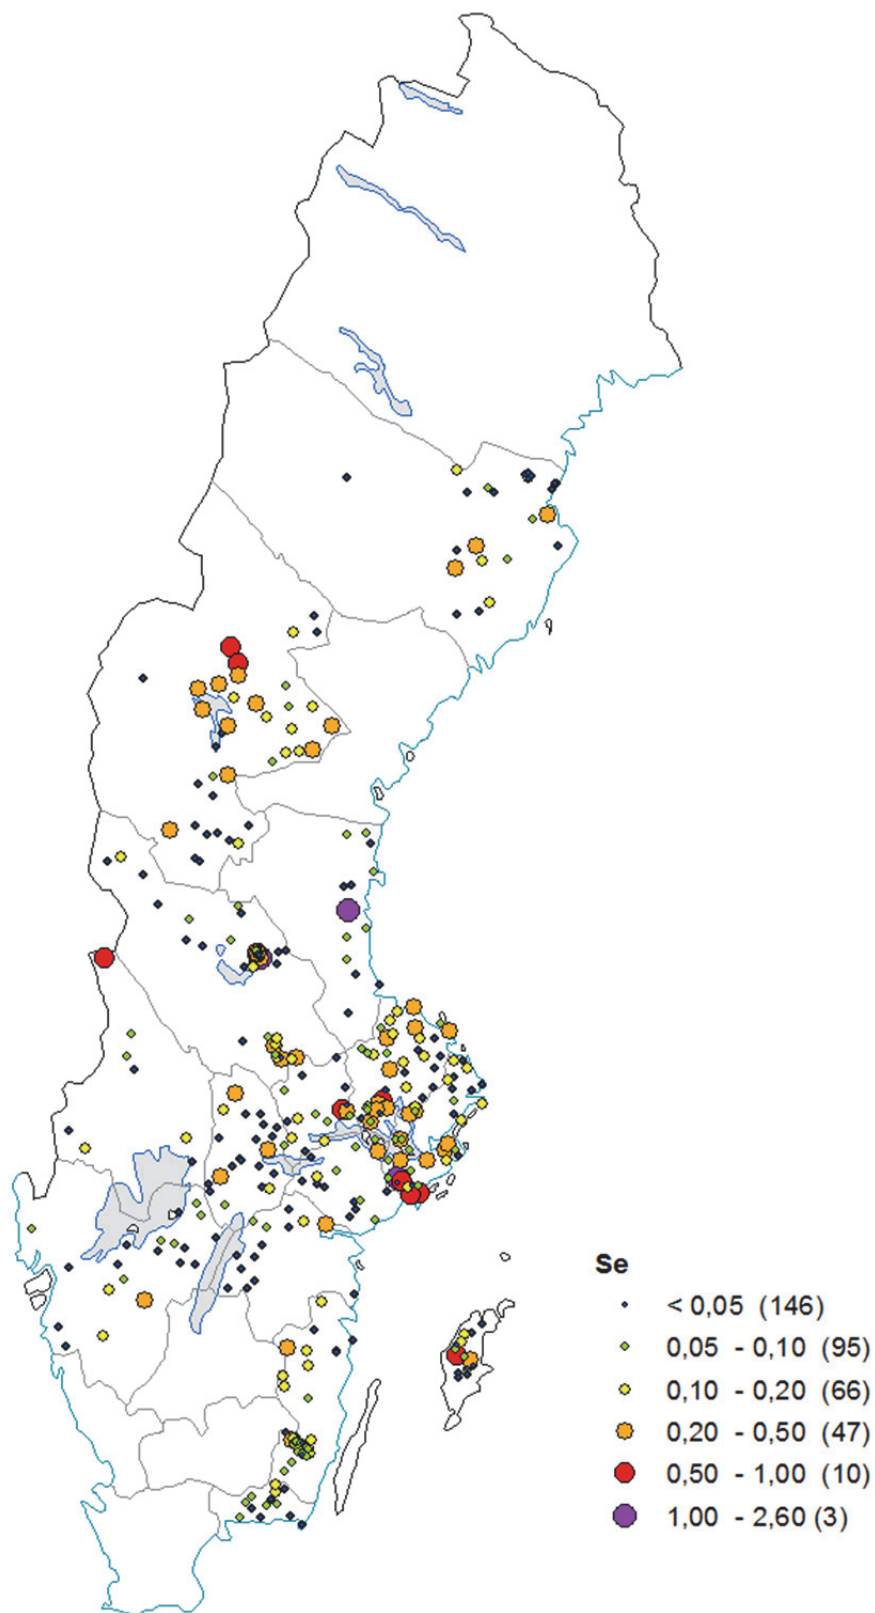 Se
< 0,05 (146)
0,05 - 0,10 (95)
0,10 - 0,20 (66)
0,20 - 0,50 (47)
0,50 - 1,00 (10)
1,00 - 2,60 (3)